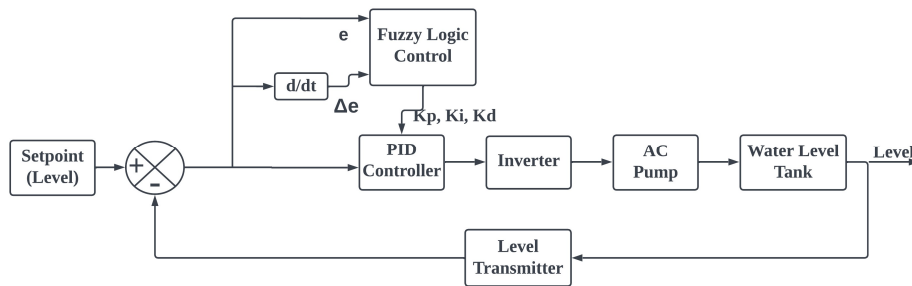 Fuzzy Logic
Control
e
d/dt
Δe
Kp, Ki, Kd
Setpoint
(Level)
+
-
PID
Controller
Inverter
AC
Pump
Water Level
Tank
Level
Level
Transmitter